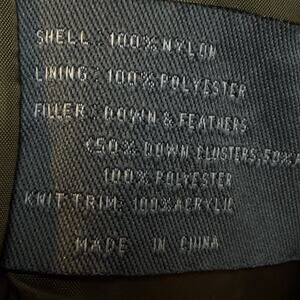 SHELL: 100% NYLON
LINING: 100% POLYESTER
FILLER: DOWN & FEATHERS
(50% DOWN CLUSTERS, 50%
100% POLYESTER
KNIT TRIM: 100% ACRYLIC
MADE IN CHINA